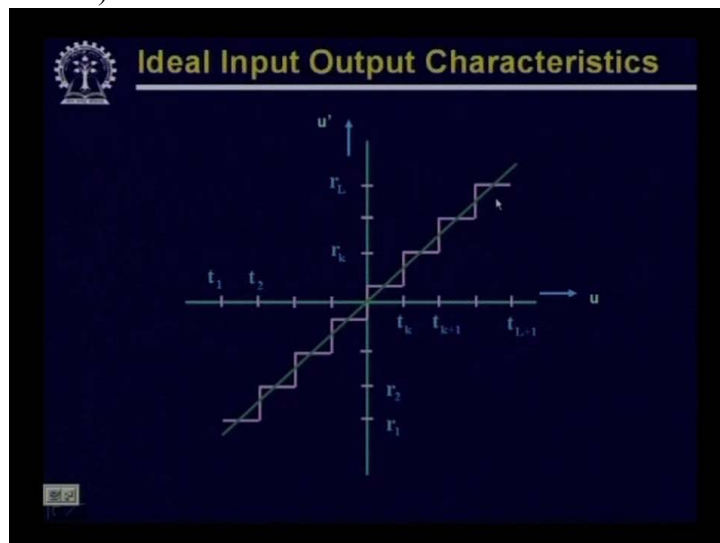 Ideal Input Output Characteristics
u'
r_L
r_k
t_1 t_2
u
t_k t_k+1 t_L+1
r_2
r_1